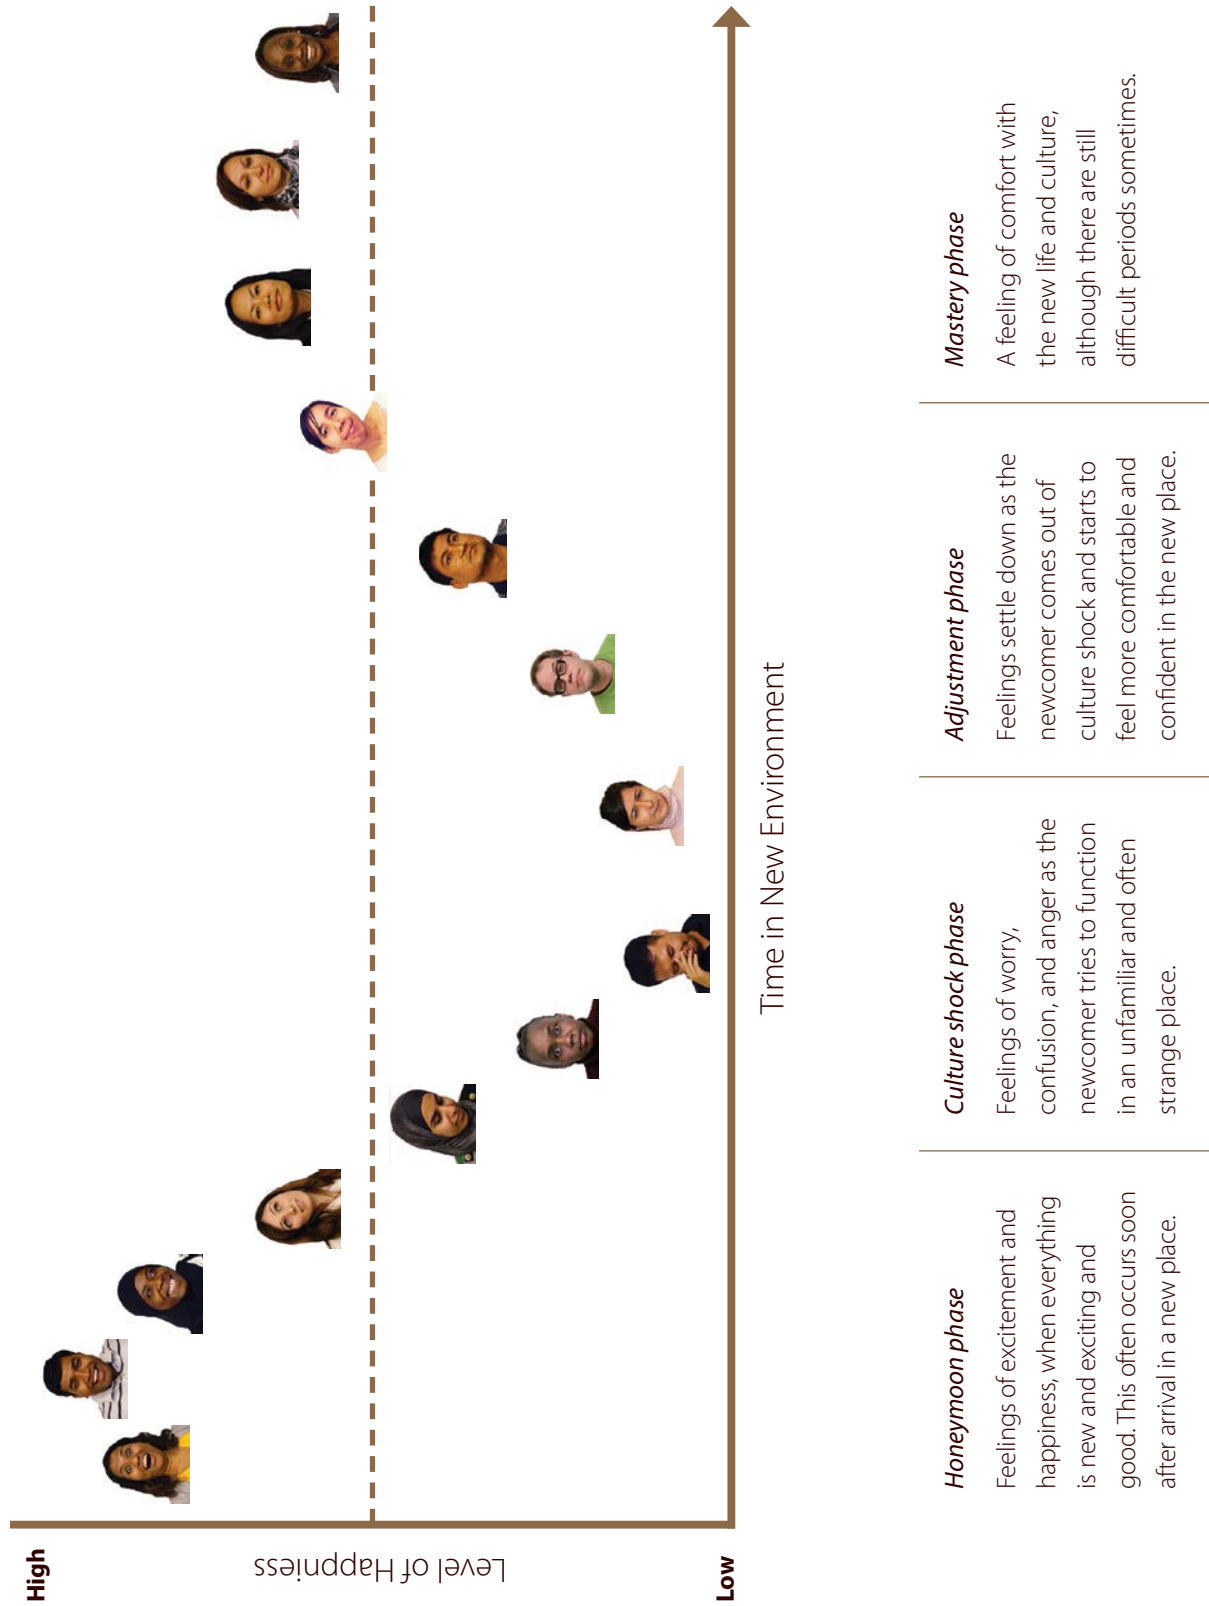 High
Level of Happniess
Low
Time in New Environment
Honeymoon phase
Feelings of excitement and
happiness, when everything
is new and exciting and
good. This often occurs soon
after arrival in a new place.
Culture shock phase
Feelings of worry,
confusion, and anger as the
newcomer tries to function
in an unfamiliar and often
strange place.
Adjustment phase
Feelings settle down as the
newcomer comes out of
culture shock and starts to
feel more comfortable and
confident in the new place.
Mastery phase
A feeling of comfort with
the new life and culture,
although there are still
difficult periods sometimes.